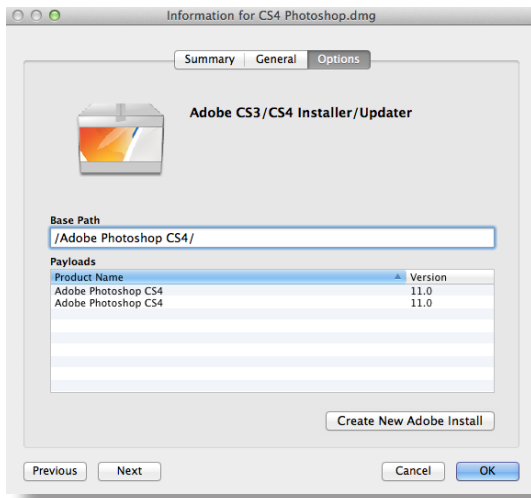 Information for CS4 Photoshop.dmg
Summary General Options
Adobe CS3/CS4 Installer/Updater
Base Path
/Adobe Photoshop CS4/
Payloads
Product Name Version
Adobe Photoshop CS4 11.0
Adobe Photoshop CS4 11.0
Create New Adobe Install
Previous Next Cancel OK